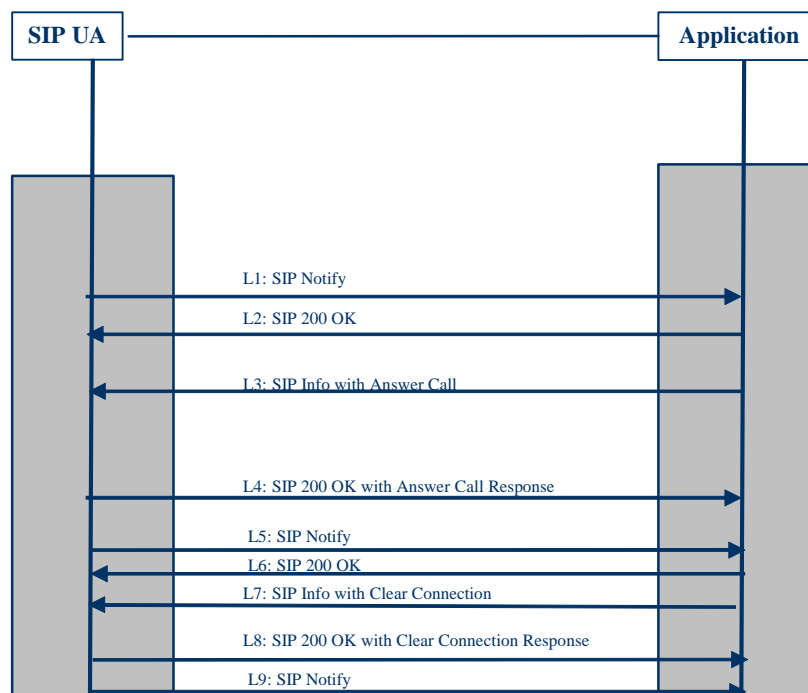 SIP UA
Application
L1: SIP Notify
L2: SIP 200 OK
L3: SIP Info with Answer Call
L4: SIP 200 OK with Answer Call Response
L5: SIP Notify
L6: SIP 200 OK
L7: SIP Info with Clear Connection
L8: SIP 200 OK with Clear Connection Response
L9: SIP Notify